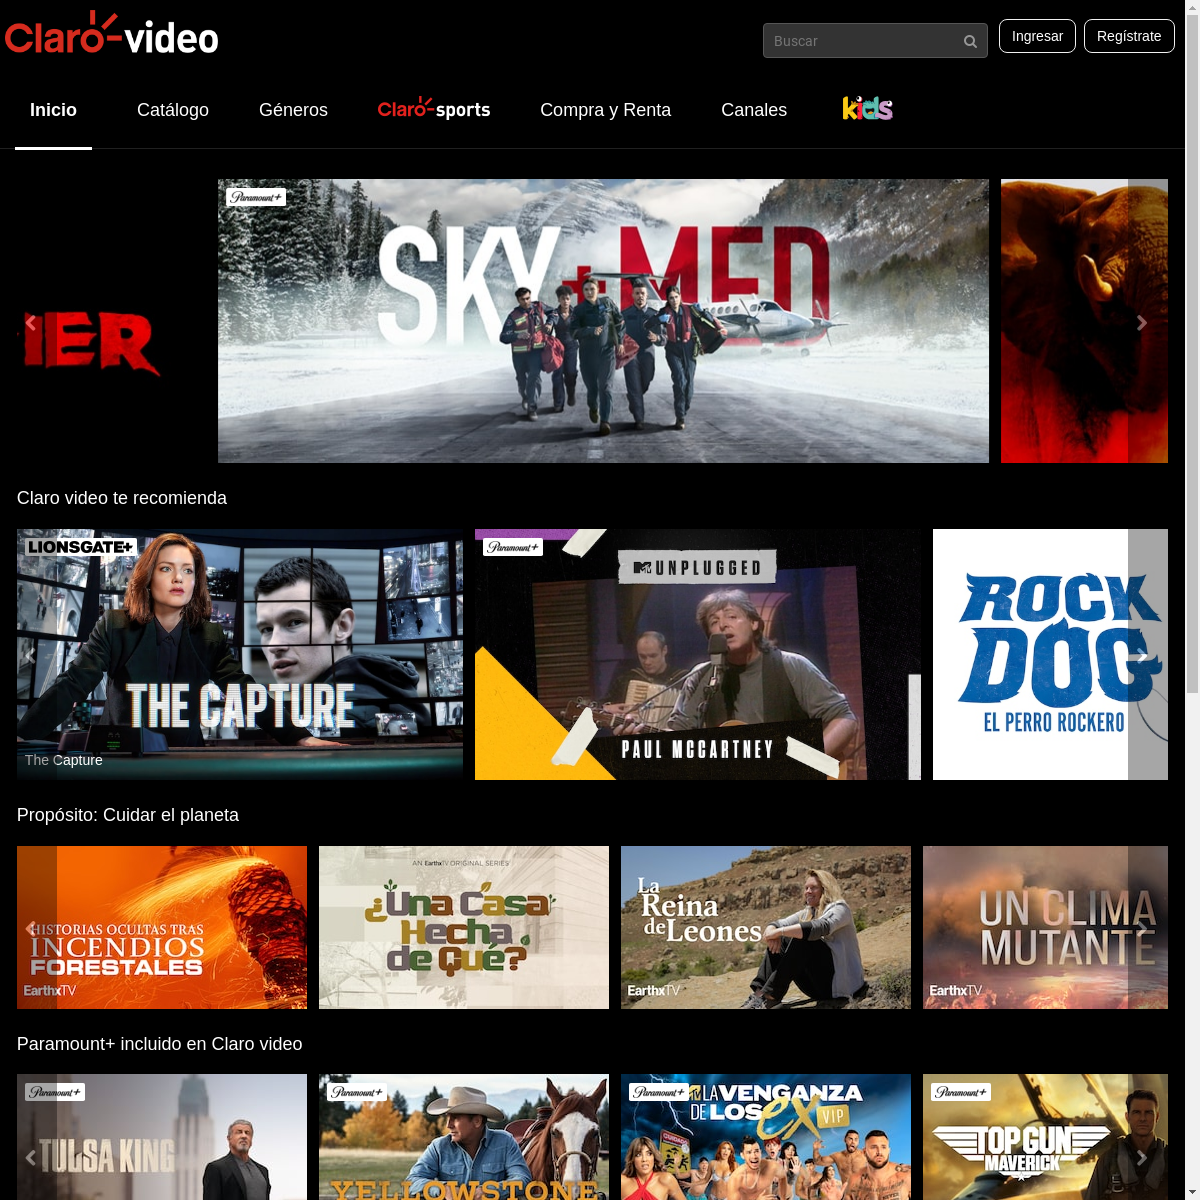 Claro-video
Buscar
Ingresar
Regístrate
Inicio
Catálogo
Géneros
Claro-sports
Compra y Renta
Canales
kids
IER
Paramount+
SKY+MED
Claro video te recomienda
LIONSGATE+
THE CAPTURE
The Capture
Paramount+
MTV UNPLUGGED
PAUL MCCARTNEY
ROCK
DOG
EL PERRO ROCKERO
Propósito: Cuidar el planeta
HISTORIAS OCULTAS TRAS
INCENDIOS
FORESTALES
EarthxTV
AN EarthxTV ORIGINAL SERIES
¿Una Casa
Hecha
de Qué?
La
Reina
de Leones
EarthxTV
UN CLIMA
MUTANTE
EarthxTV
Paramount+ incluido en Claro video
Paramount+
TULSA KING
Paramount+
YELLOWSTONE
Paramount+
MTV LA VENGANZA
DE LOS ex
VIP
CUIDADO
Paramount+
TOP GUN
MAVERICK